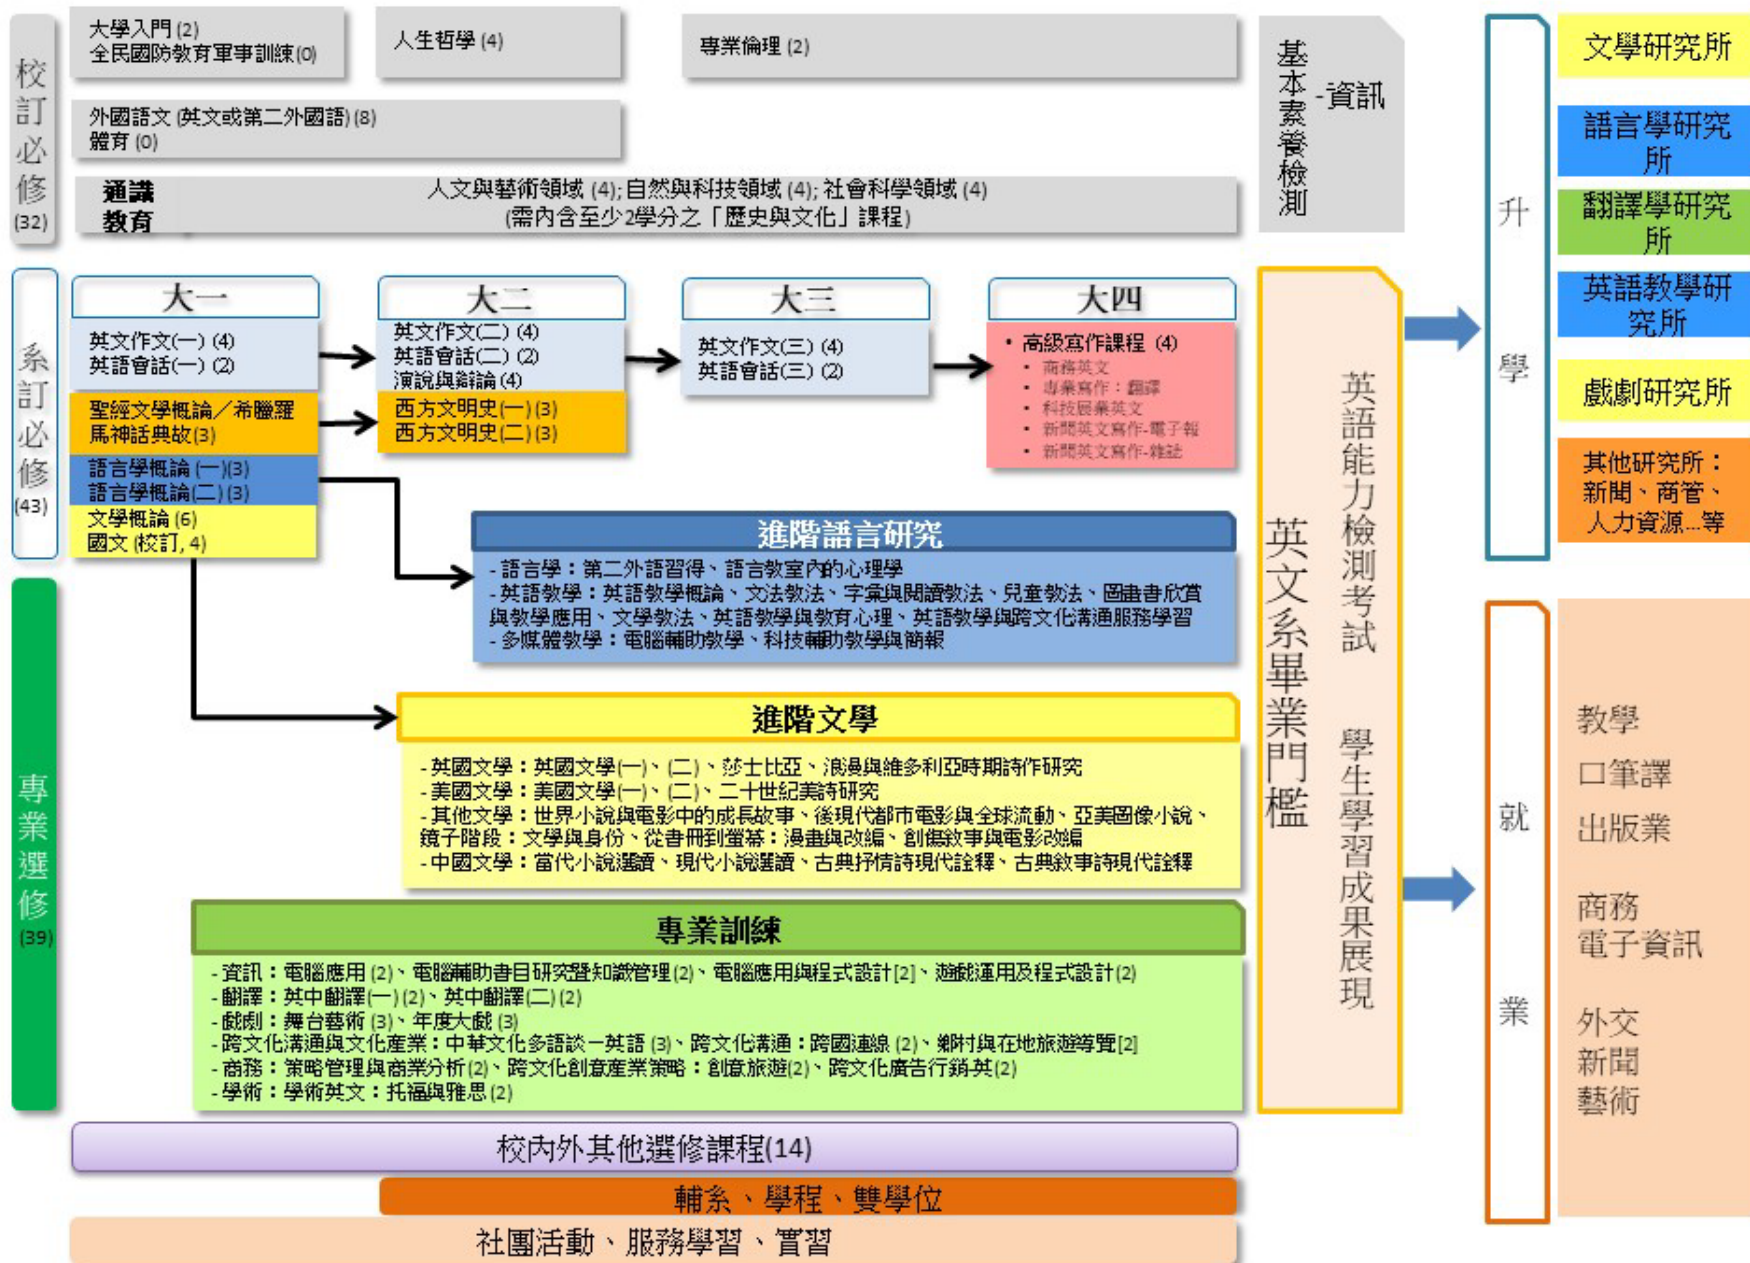 校訂必修
(32)
大學入門 (2)
全民國防教育軍事訓練(0)
人生哲學 (4)
專業倫理 (2)
外國語文 (英文或第二外國語) (8)
體育 (0)
通識
教育
人文與藝術領域 (4); 自然與科技領域 (4); 社會科學領域 (4)
(需內含至少2學分之「歷史與文化」課程)
基本素養檢測
-資訊
系訂必修
(43)
大一
英文作文(一) (4)
英語會話(一) (2)
聖經文學概論／希臘羅
馬神話典故(3)
語言學概論 (一)(3)
語言學概論(二) (3)
文學概論 (6)
國文 (校訂, 4)
大二
英文作文(二) (4)
英語會話(二) (2)
演說與辯論 (4)
西方文明史(一) (3)
西方文明史(二) (3)
大三
英文作文(三) (4)
英語會話(三) (2)
大四
• 高級寫作課程 (4)
• 商務英文
• 專業寫作：翻譯
• 科技展業英文
• 新聞英文寫作-電子報
• 新聞英文寫作-雜誌
進階語言研究
- 語言學：第二外語習得、語言教室內的心理學
- 英語教學：英語教學概論、文法教法、字彙與閱讀教法、兒童教法、圖畫書欣賞
與教學應用、文學教法、英語教學與教育心理、英語教學與跨文化溝通服務學習
- 多媒體教學：電腦輔助教學、科技輔助教學與簡報
專業選修
(39)
進階文學
- 英國文學：英國文學(一)、(二)、莎士比亞、浪漫與維多利亞時期詩作研究
- 美國文學：美國文學(一)、(二)、二十世紀美詩研究
- 其他文學：世界小說與電影中的成長故事、後現代都市電影與全球流動、亞美圖像小說、
鏡子階段：文學與身份、從書冊到螢幕：漫畫與改編、創傷敘事與電影改編
- 中國文學：當代小說選讀、現代小說選讀、古典抒情詩現代詮釋、古典敘事詩現代詮釋
專業訓練
- 資訊：電腦應用 (2)、電腦輔助書目研究暨知識管理 (2)、電腦應用與程式設計[2]、遊戲運用及程式設計(2)
- 翻譯：英中翻譯(一) (2)、英中翻譯(二) (2)
- 戲劇：舞台藝術 (3)、年度大戲 (3)
- 跨文化溝通與文化產業：中華文化多語談－英語 (3)、跨文化溝通：跨國連線 (2)、鄉村與在地旅遊導覽[2]
- 商務：策略管理與商業分析(2)、跨文化創意產業策略：創意旅遊(2)、跨文化廣告行銷-英(2)
- 學術：學術英文：托福與雅思(2)
校內外其他選修課程(14)
輔系、學程、雙學位
社團活動、服務學習、實習
英文系畢業門檻
英語能力檢測考試
學生學習成果展現
升學
文學研究所
語言學研究
所
翻譯學研究
所
英語教學研
究所
戲劇研究所
其他研究所：
新聞、商管、
人力資源...等
就業
教學
口筆譯
出版業
商務
電子資訊
外交
新聞
藝術